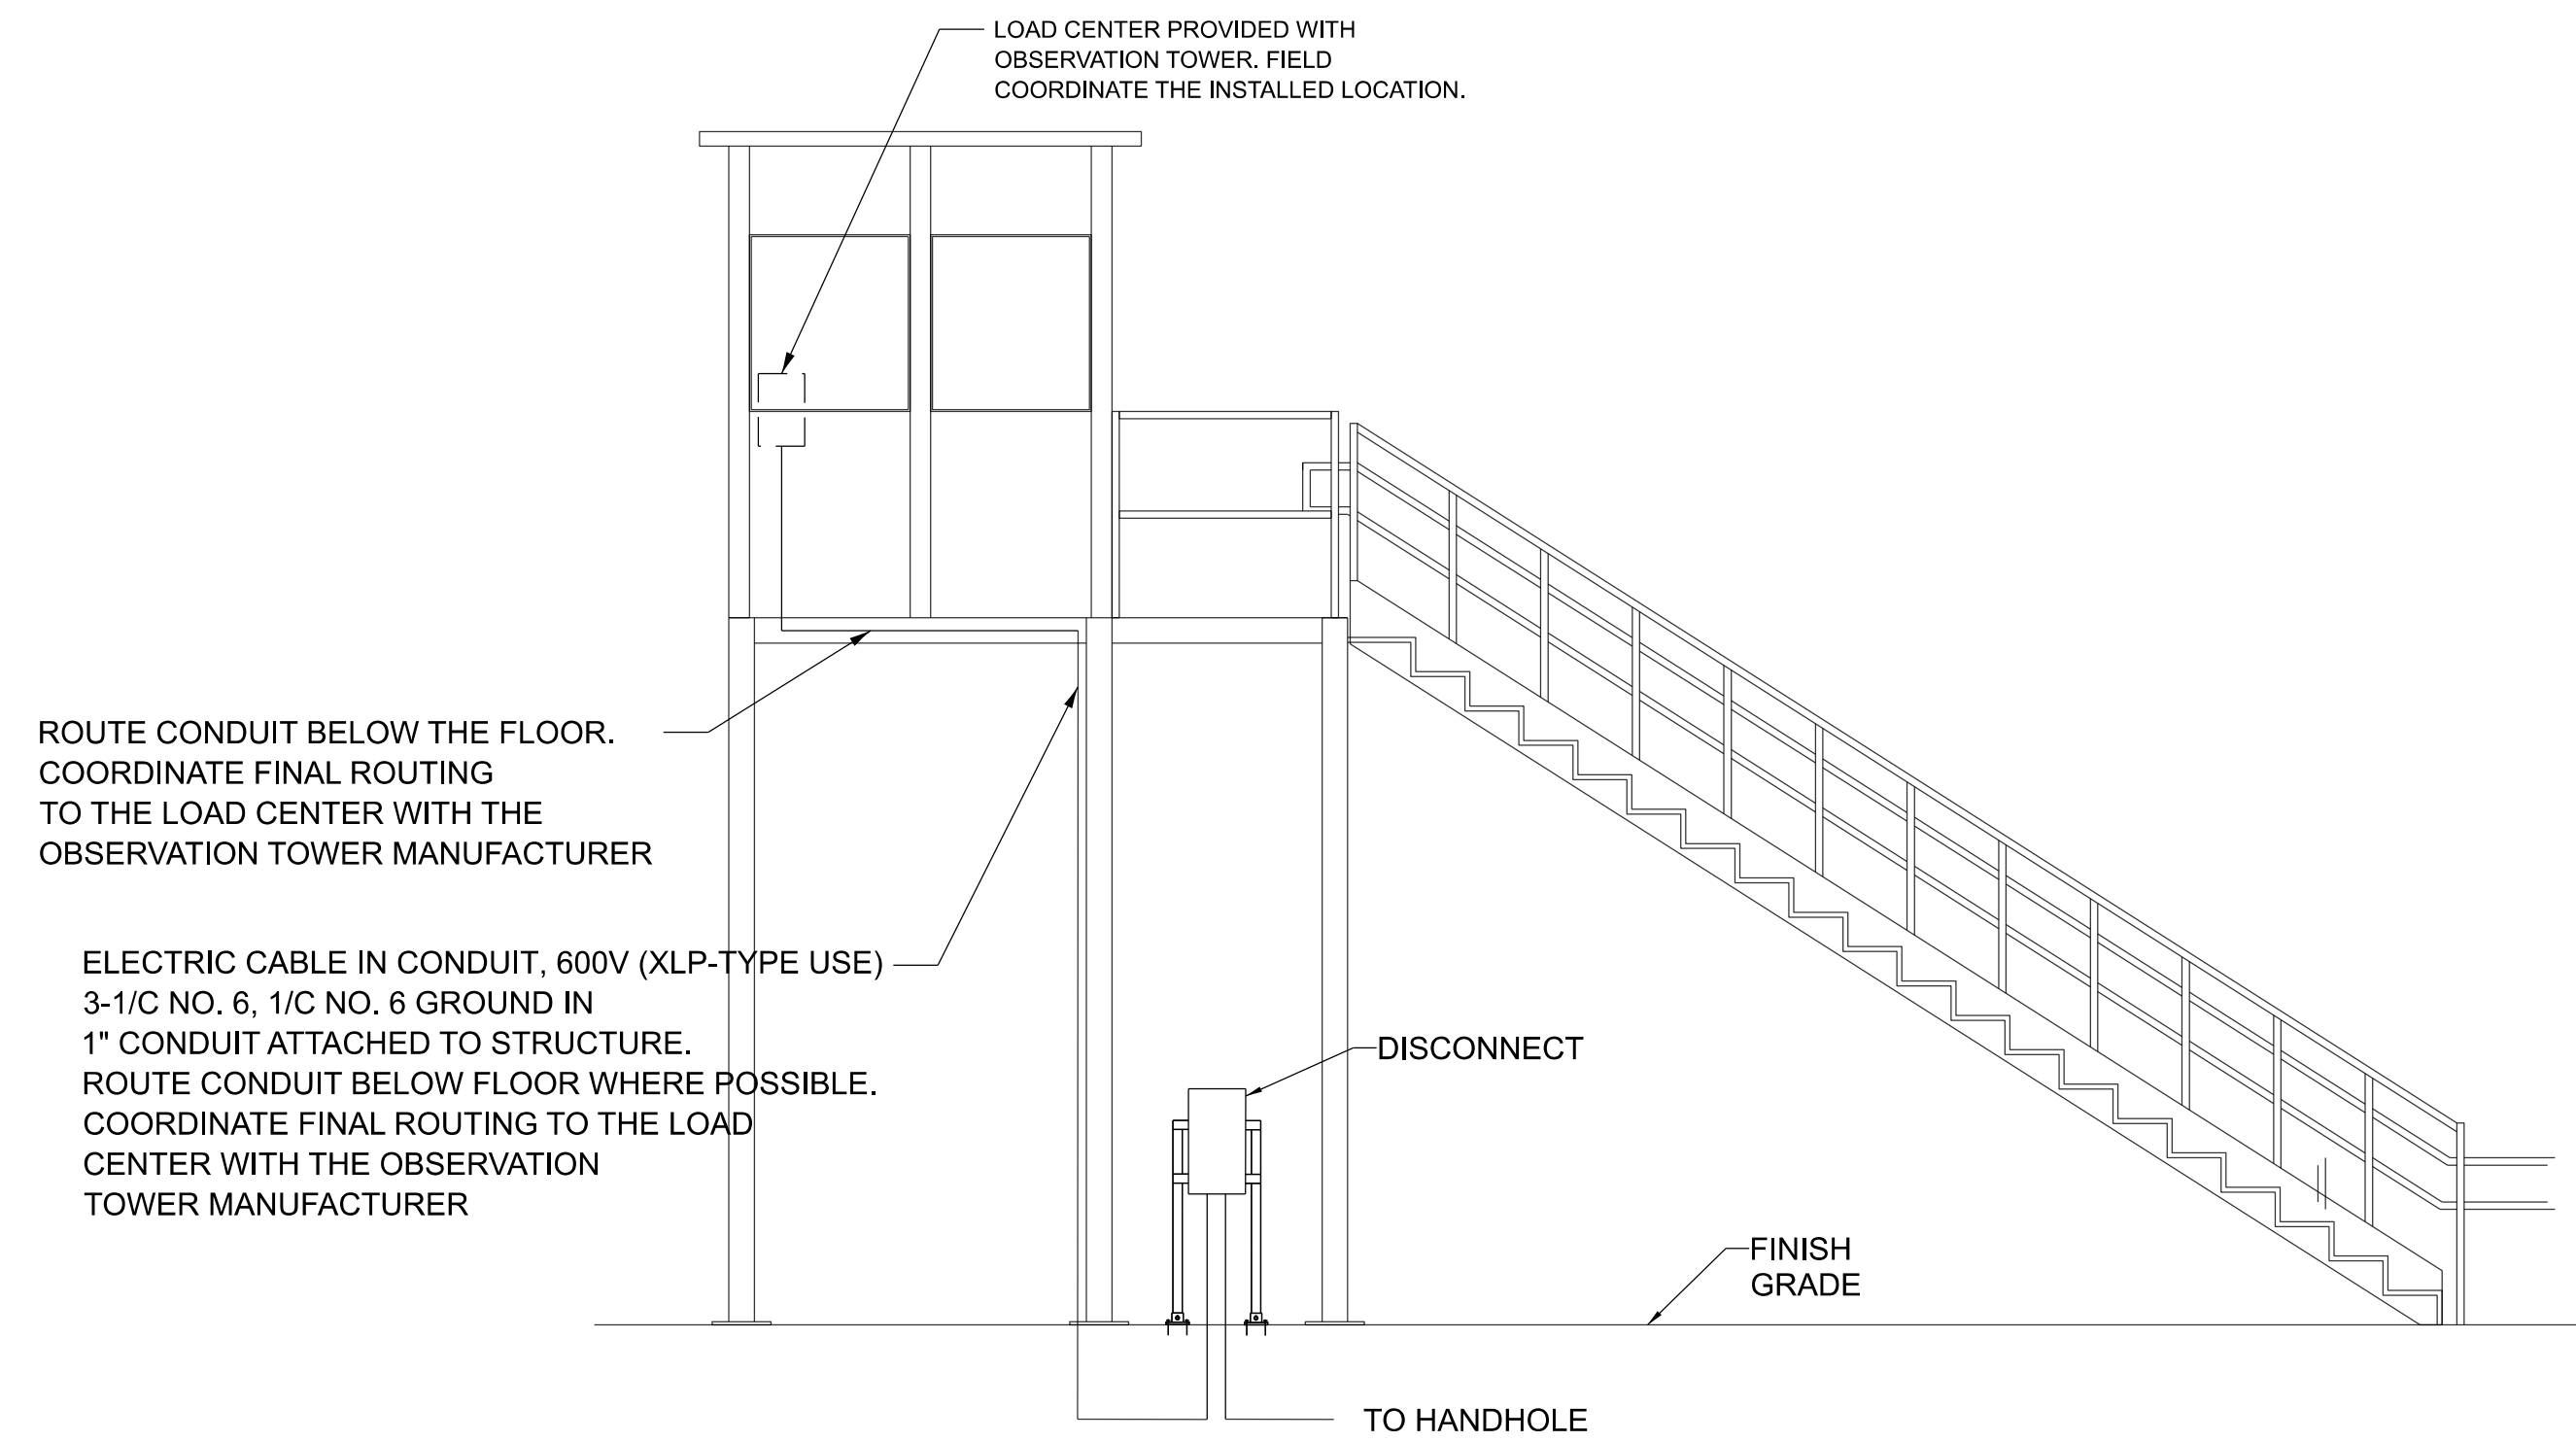 LOAD CENTER PROVIDED WITH
OBSERVATION TOWER. FIELD
COORDINATE THE INSTALLED LOCATION.
ROUTE CONDUIT BELOW THE FLOOR.
COORDINATE FINAL ROUTING
TO THE LOAD CENTER WITH THE
OBSERVATION TOWER MANUFACTURER
ELECTRIC CABLE IN CONDUIT, 600V (XLP-TYPE USE)
3-1/C NO. 6, 1/C NO. 6 GROUND IN
1" CONDUIT ATTACHED TO STRUCTURE.
ROUTE CONDUIT BELOW FLOOR WHERE POSSIBLE.
COORDINATE FINAL ROUTING TO THE LOAD
CENTER WITH THE OBSERVATION
TOWER MANUFACTURER
DISCONNECT
FINISH
GRADE
TO HANDHOLE